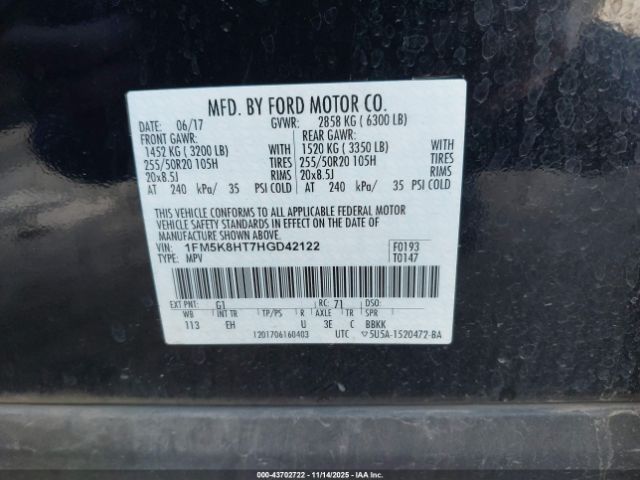 MFD. BY FORD MOTOR CO.
DATE: 06/17 GVWR: 2858 KG ( 6300 LB)
FRONT GAWR: REAR GAWR:
1452 KG ( 3200 LB) WITH 1520 KG ( 3350 LB) WITH
255/50R20 105H TIRES 255/50R20 105H TIRES
20x8.5J RIMS 20x8.5J RIMS
AT 240 kPa/ 35 PSI COLD AT 240 kPa/ 35 PSI COLD
THIS VEHICLE CONFORMS TO ALL APPLICABLE FEDERAL MOTOR
VEHICLE SAFETY STANDARDS IN EFFECT ON THE DATE OF
MANUFACTURE SHOWN ABOVE.
VIN: 1FM5K8HT7HGD42122 F0193
TYPE: MPV T0147
EXT PNT: G1 RC: 71 DSO:
WB INT TR TP/PS R AXLE TR SPR
113 EH U 3E C BBKK
1201706160403 UTC 5U5A-1520472-BA
000-43702722 - 11/14/2025 - IAA Inc.